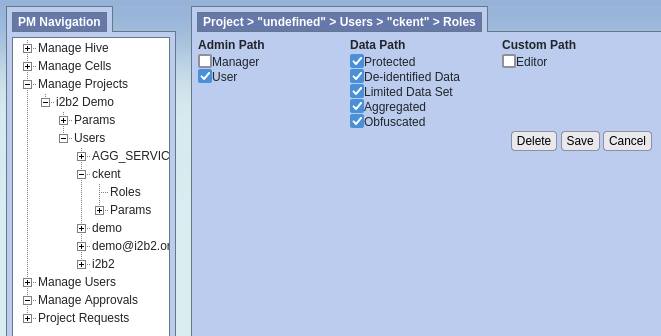 PM Navigation
Manage Hive
Manage Cells
Manage Projects
i2b2 Demo
Params
Users
AGG_SERVIC
ckent
Roles
Params
demo
demo@i2b2.or
i2b2
Manage Users
Manage Approvals
Project Requests
Project > "undefined" > Users > "ckent" > Roles
Admin Path
Manager
User
Data Path
Protected
De-identified Data
Limited Data Set
Aggregated
Obfuscated
Custom Path
Editor
Delete Save Cancel